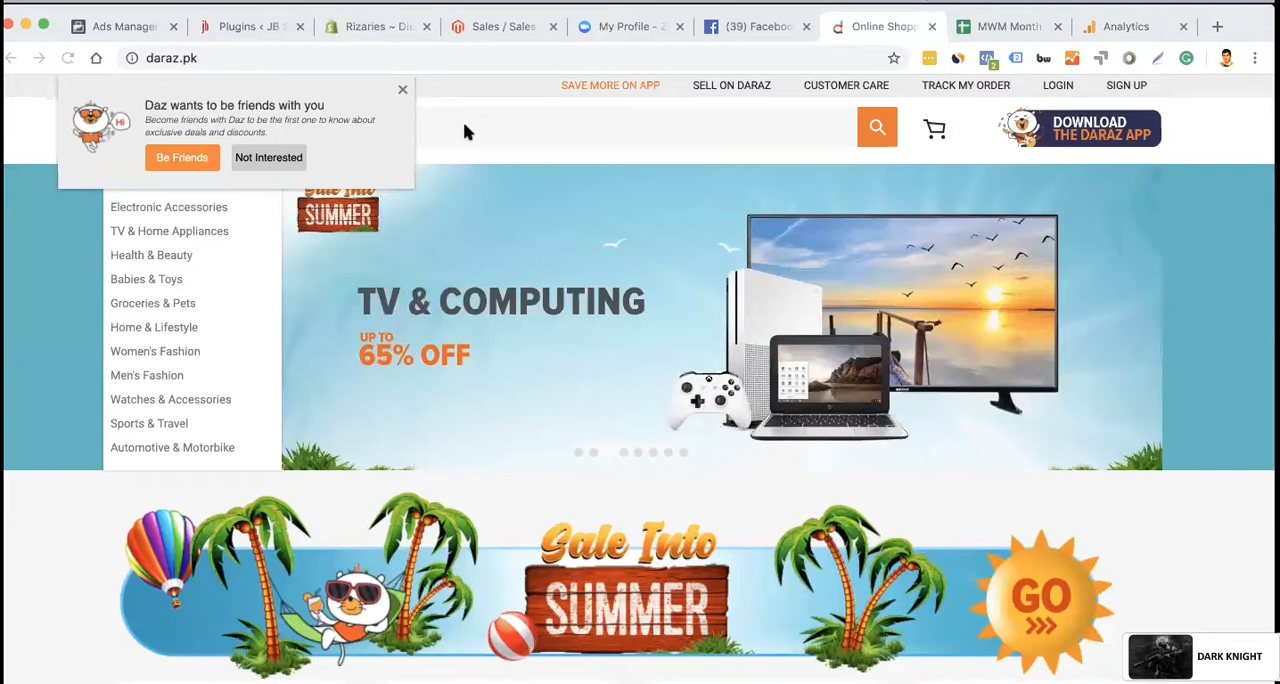 Ads Manager
Plugins < JB S
Rizaries ~ Dis
Sales / Sales
My Profile - Z
(39) Faceboo
Online Shopp
MWM Month
Analytics
daraz.pk
SAVE MORE ON APP
SELL ON DARAZ
CUSTOMER CARE
TRACK MY ORDER
LOGIN
SIGN UP
Daz wants to be friends with you
Become friends with Daz to be the first one to know about
exclusive deals and discounts.
Be Friends
Not Interested
Hi
DOWNLOAD
THE DARAZ APP
Electronic Accessories
TV & Home Appliances
Health & Beauty
Babies & Toys
Groceries & Pets
Home & Lifestyle
Women's Fashion
Men's Fashion
Watches & Accessories
Sports & Travel
Automotive & Motorbike
Sale Into
SUMMER
TV & COMPUTING
UP TO
65% OFF
Sale Into
SUMMER
GO
>>>
DARK KNIGHT